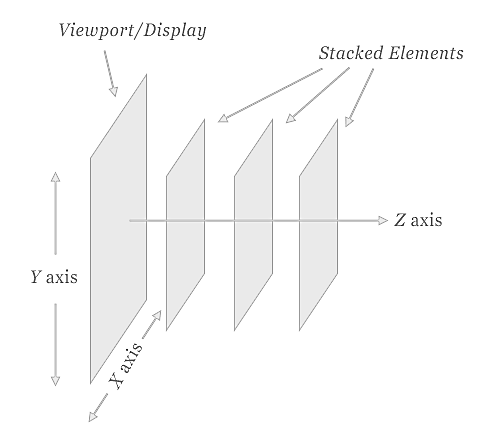 Viewport/Display
Stacked Elements
Z axis
Y axis
X axis